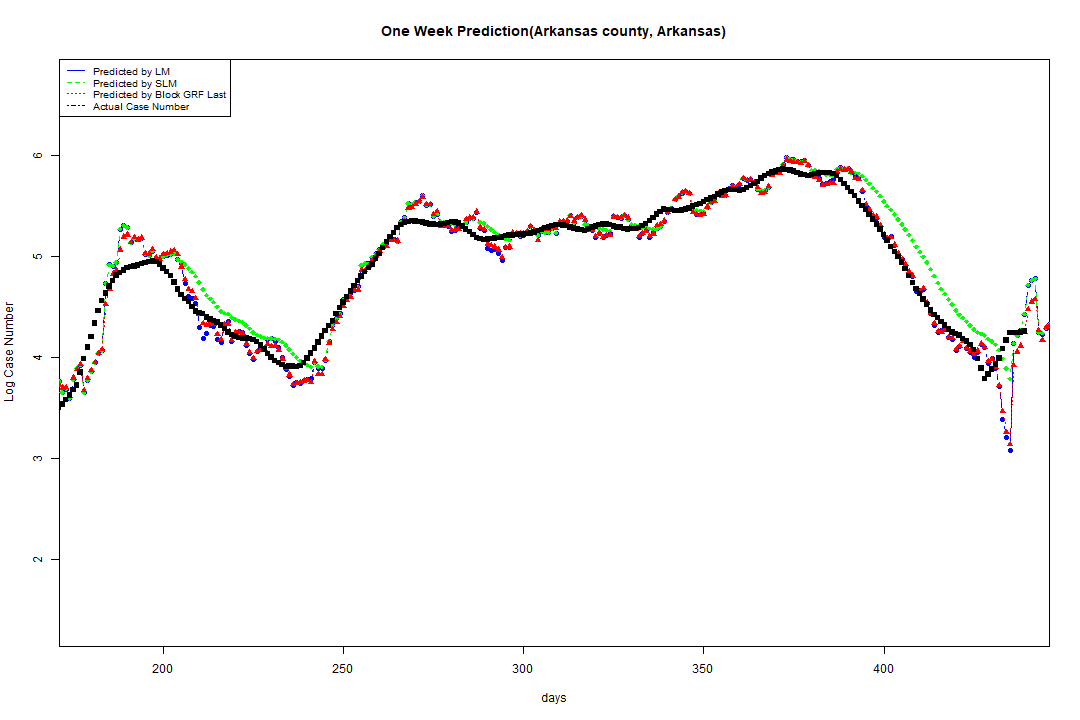 One Week Prediction(Arkansas county, Arkansas)
Predicted by LM
Predicted by SLM
Predicted by Block GRF Last
Actual Case Number
6
5
4
3
2
Log Case Number
200 250 300 350 400
days